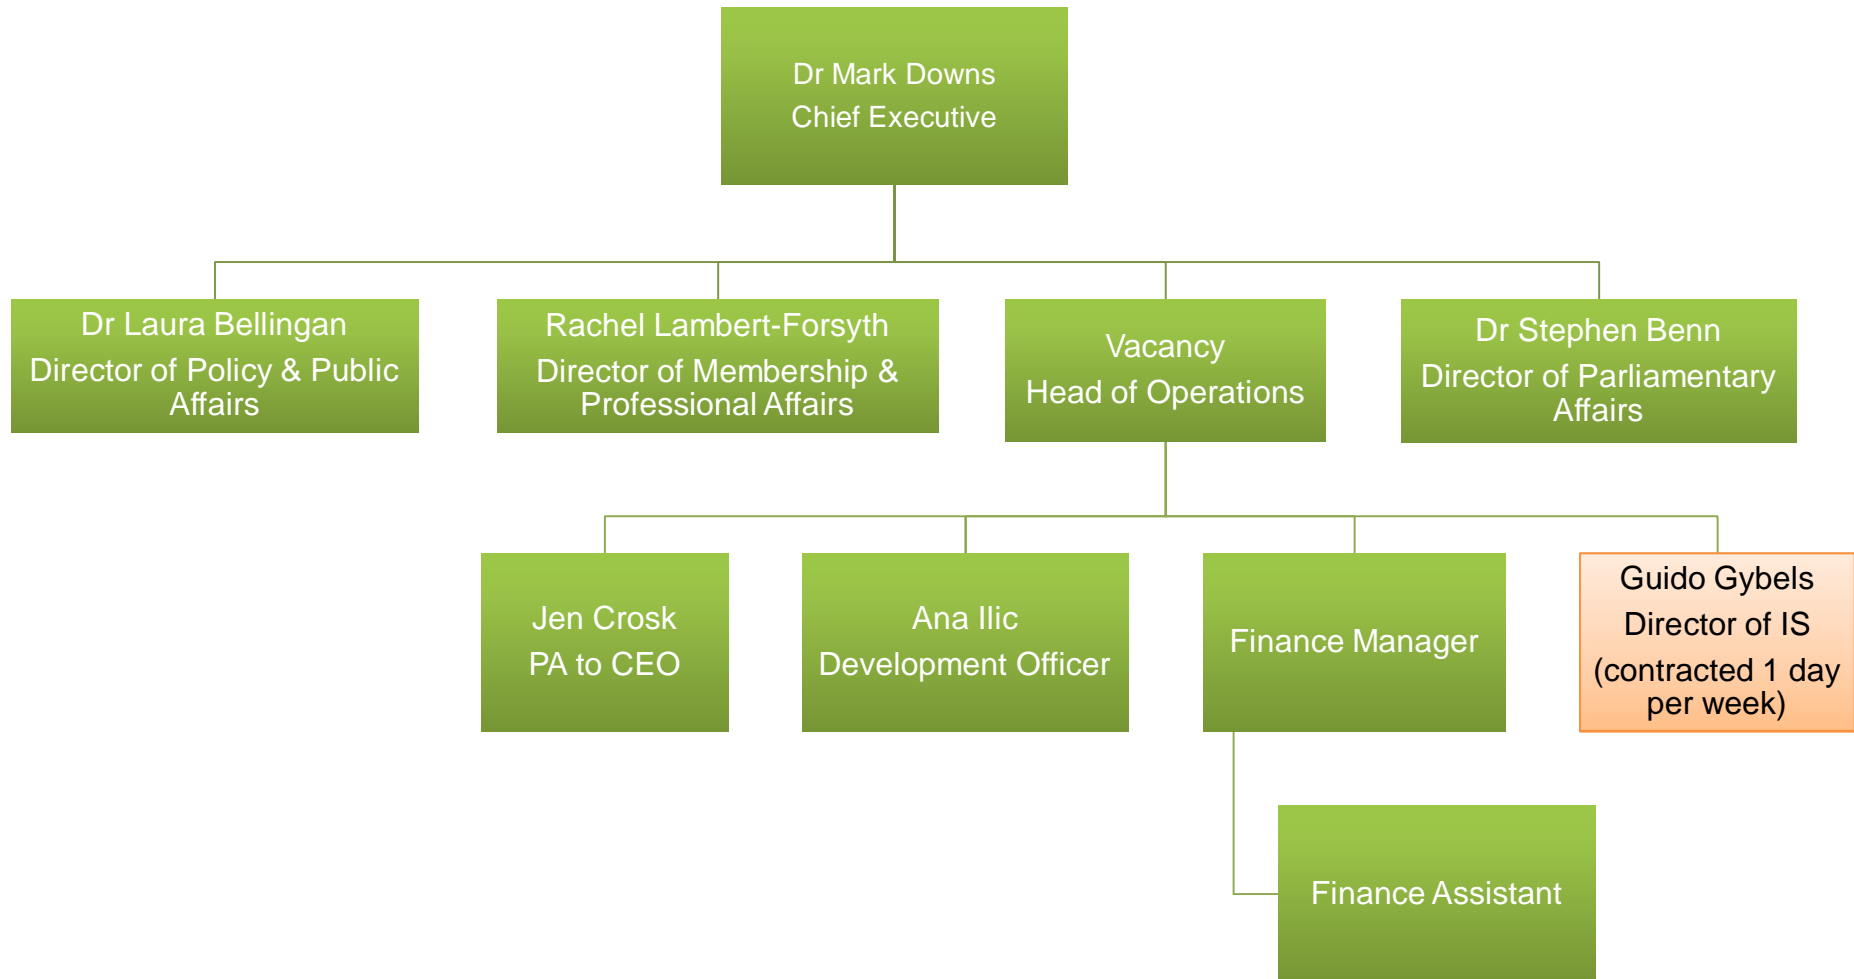 Dr Mark Downs
Chief Executive
Dr Laura Bellingan
Director of Policy & Public
Affairs
Rachel Lambert-Forsyth
Director of Membership &
Professional Affairs
Vacancy
Head of Operations
Dr Stephen Benn
Director of Parliamentary
Affairs
Jen Crosk
PA to CEO
Ana Ilic
Development Officer
Finance Manager
Guido Gybels
Director of IS
(contracted 1 day
per week)
Finance Assistant